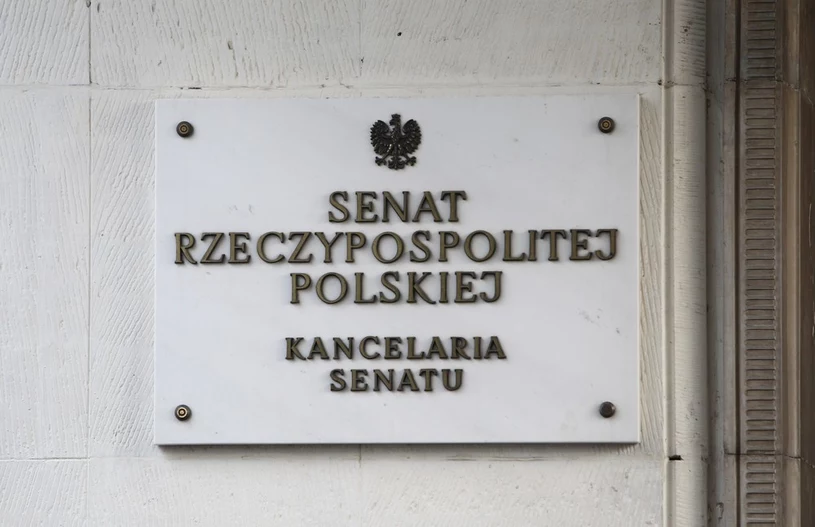 SENAT
RZECZYPOSPOLITEJ
POLSKIEJ
KANCELARIA
SENATU